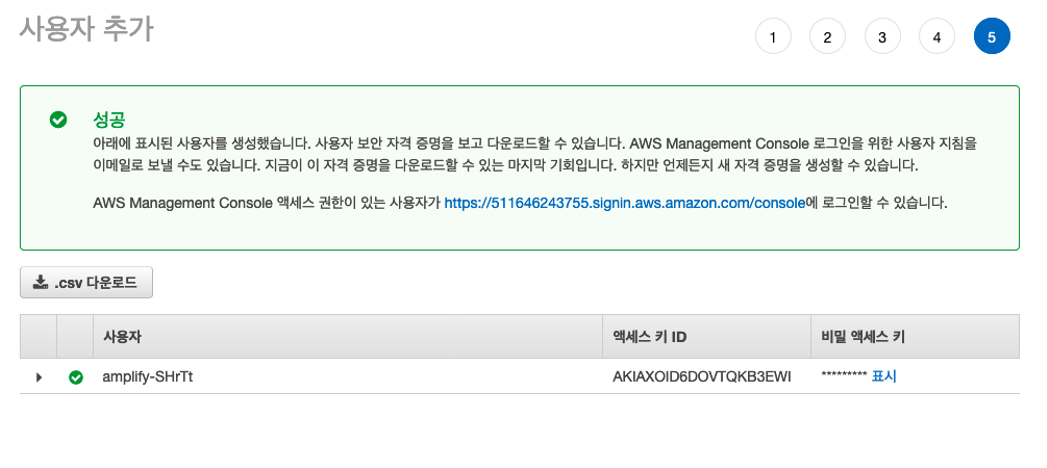 사용자 추가
1 2 3 4 5
성공
아래에 표시된 사용자를 생성했습니다. 사용자 보안 자격 증명을 보고 다운로드할 수 있습니다. AWS Management Console 로그인을 위한 사용자 지침을
이메일로 보낼 수도 있습니다. 지금이 이 자격 증명을 다운로드할 수 있는 마지막 기회입니다. 하지만 언제든지 새 자격 증명을 생성할 수 있습니다.
AWS Management Console 액세스 권한이 있는 사용자가 https://511646243755.signin.aws.amazon.com/console에 로그인할 수 있습니다.
.csv 다운로드
사용자 액세스 키 ID 비밀 액세스 키
amplify-SHrTt AKIAXOID6DOVTQKB3EWI ********* 표시